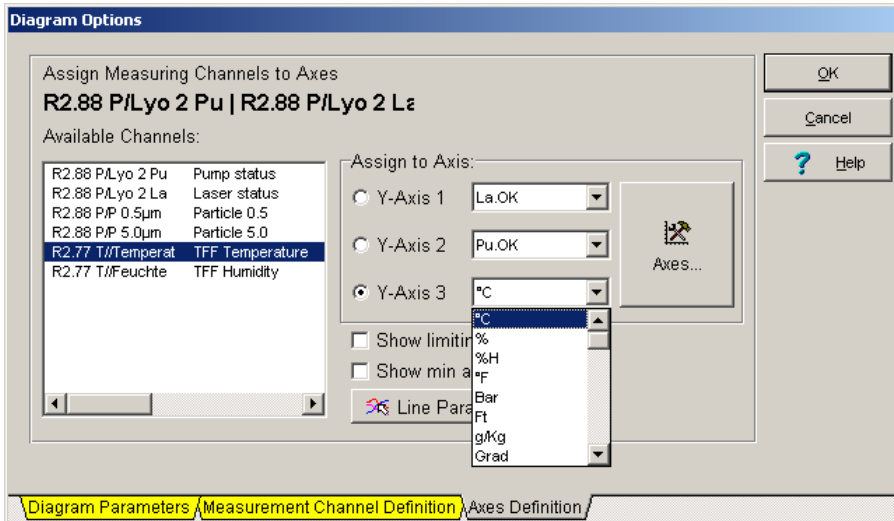 Diagram Options
Assign Measuring Channels to Axes
R2.88 P/Lyo 2 Pu | R2.88 P/Lyo 2 La
Available Channels:
R2.88 P/Lyo 2 Pu Pump status
R2.88 P/Lyo 2 La Laser status
R2.88 P/P 0.5µm Particle 0.5
R2.88 P/P 5.0µm Particle 5.0
R2.77 T//Temperat TFF Temperature
R2.77 T//Feuchte TFF Humidity
Assign to Axis:
Y-Axis 1 La.OK
Y-Axis 2 Pu.OK
Y-Axis 3 °C
Axes...
°C
%
%H
°F
Bar
Ft
g/Kg
Grad
Show limitin
Show min a
Line Para
OK
Cancel
? Help
Diagram Parameters Measurement Channel Definition Axes Definition